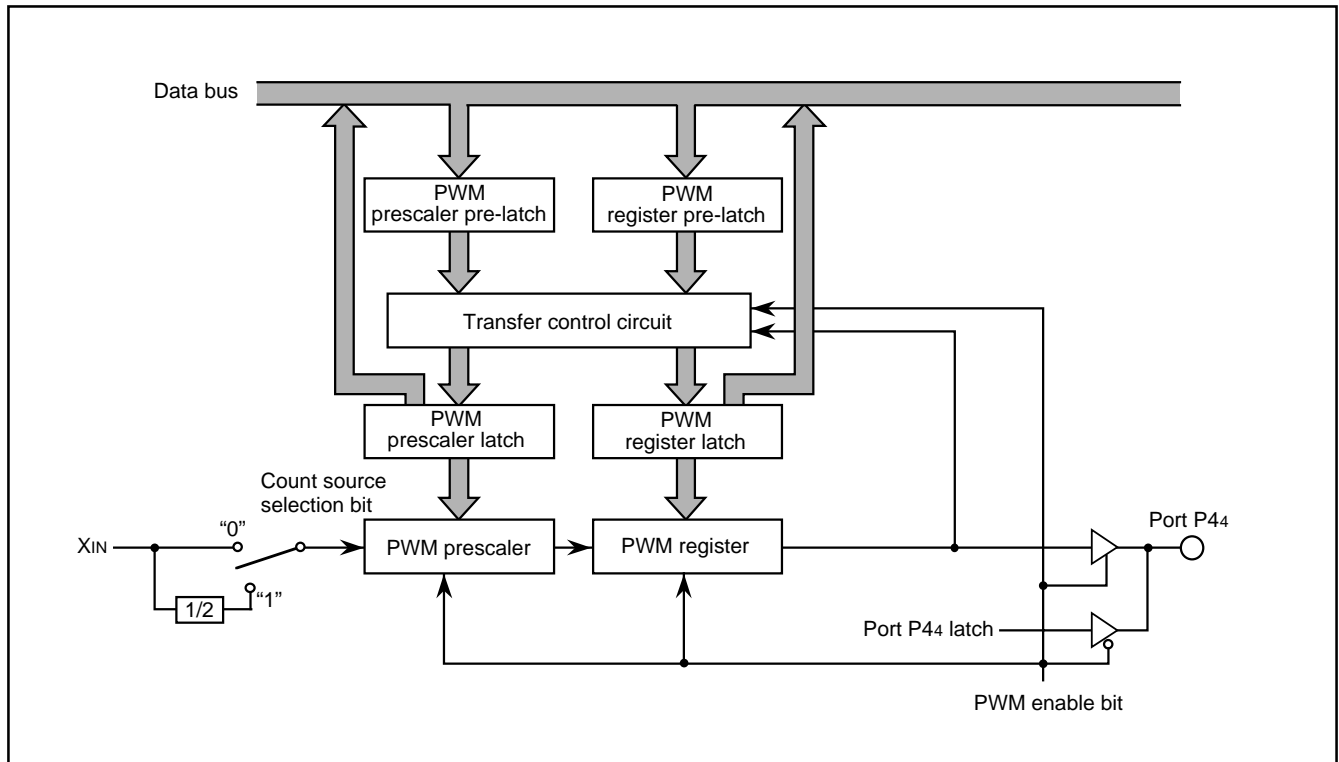 Data bus
PWM
prescaler pre-latch
PWM
register pre-latch
Transfer control circuit
PWM
prescaler latch
PWM
register latch
Count source
selection bit
“0”
XIN
PWM prescaler
PWM register
Port P44
1/2
“1”
Port P44 latch
PWM enable bit